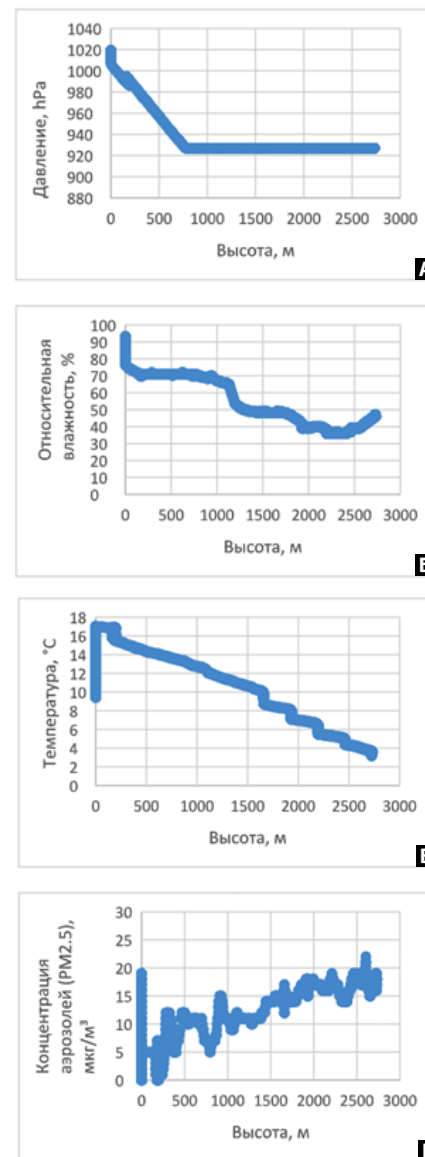 1040
1020
1000
980
960
940
920
900
880
Давление, hPa
0 500 1000 1500 2000 2500 3000
Высота, м
100
90
80
70
60
50
40
30
20
10
0
Относительная
влажность, %
0 500 1000 1500 2000 2500 3000
Высота, м
18
16
14
12
10
8
6
4
2
0
Температура, °C
0 500 1000 1500 2000 2500 3000
Высота, м
30
25
20
15
10
5
0
Концентрация
аэрозолей (PM2.5),
мкг/м³
0 500 1000 1500 2000 2500 3000
Высота, м